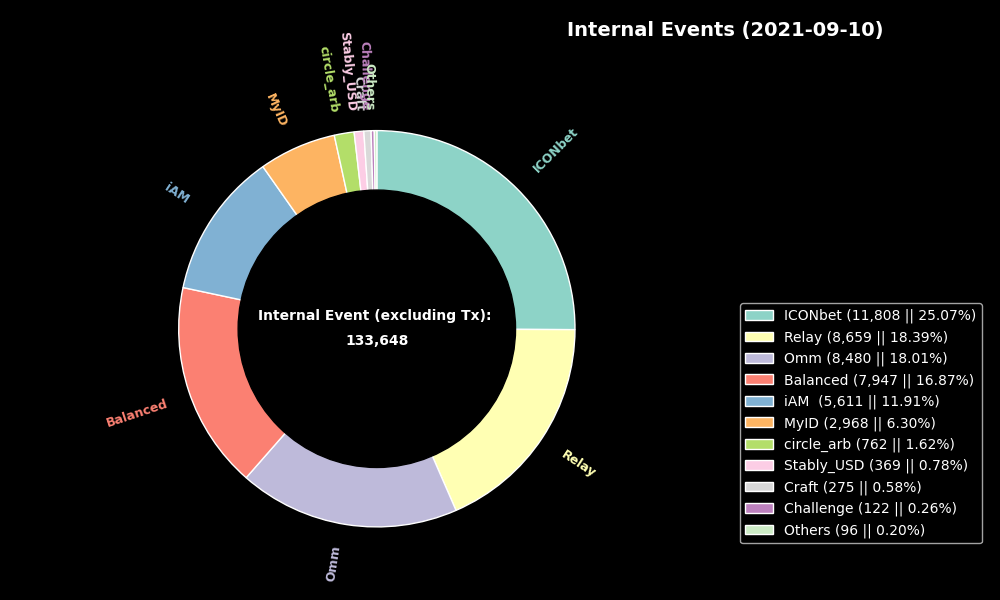 Internal Events (2021-09-10)
Others
Challenge
Craft
Stably_USD
circle_arb
MyID
iAM
ICONbet
Balanced
Relay
Omm
Internal Event (excluding Tx):
133,648
ICONbet (11,808 || 25.07%)
Relay (8,659 || 18.39%)
Omm (8,480 || 18.01%)
Balanced (7,947 || 16.87%)
iAM  (5,611 || 11.91%)
MyID (2,968 || 6.30%)
circle_arb (762 || 1.62%)
Stably_USD (369 || 0.78%)
Craft (275 || 0.58%)
Challenge (122 || 0.26%)
Others (96 || 0.20%)